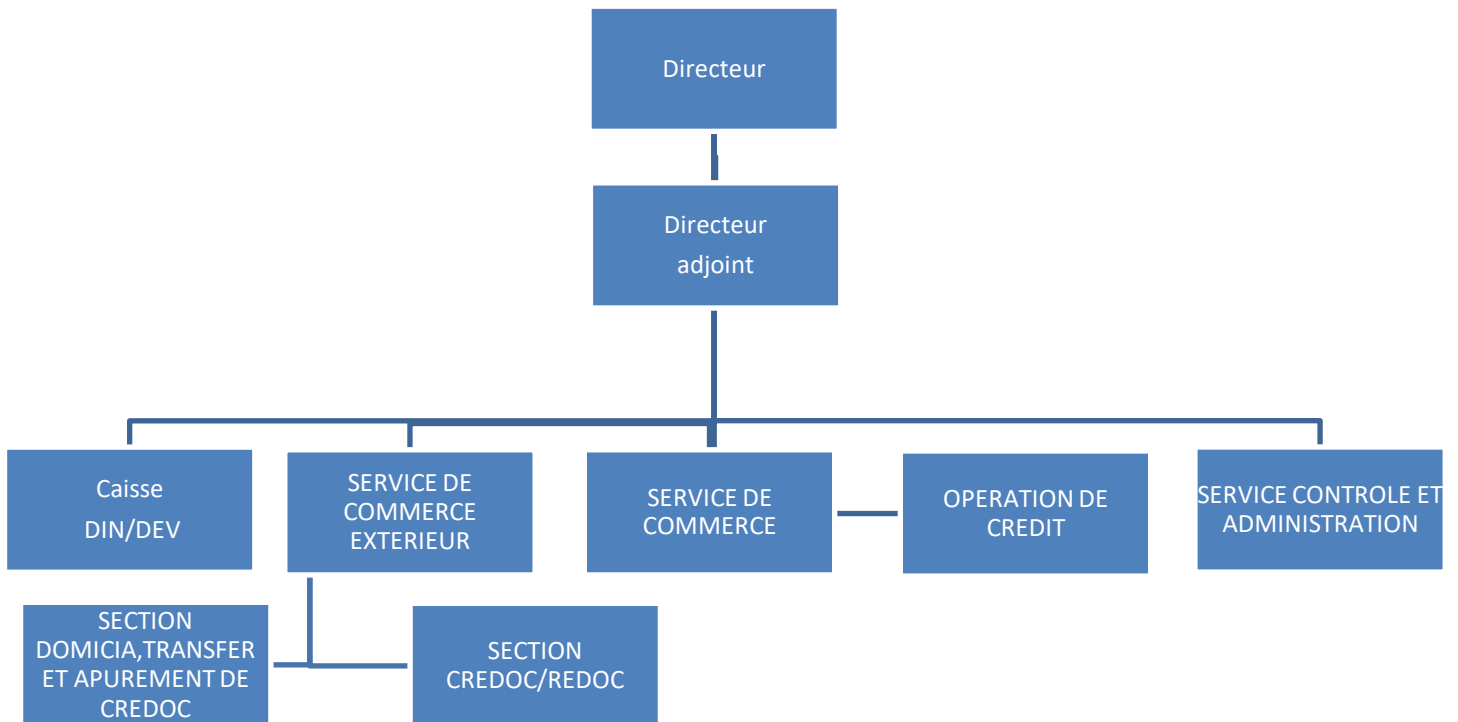 Directeur
Directeur
adjoint
Caisse
DIN/DEV
SERVICE DE
COMMERCE
EXTERIEUR
SERVICE DE
COMMERCE
OPERATION DE
CREDIT
SERVICE CONTROLE ET
ADMINISTRATION
SECTION
DOMICIA,TRANSFER
ET APUREMENT DE
CREDOC
SECTION
CREDOC/REDOC